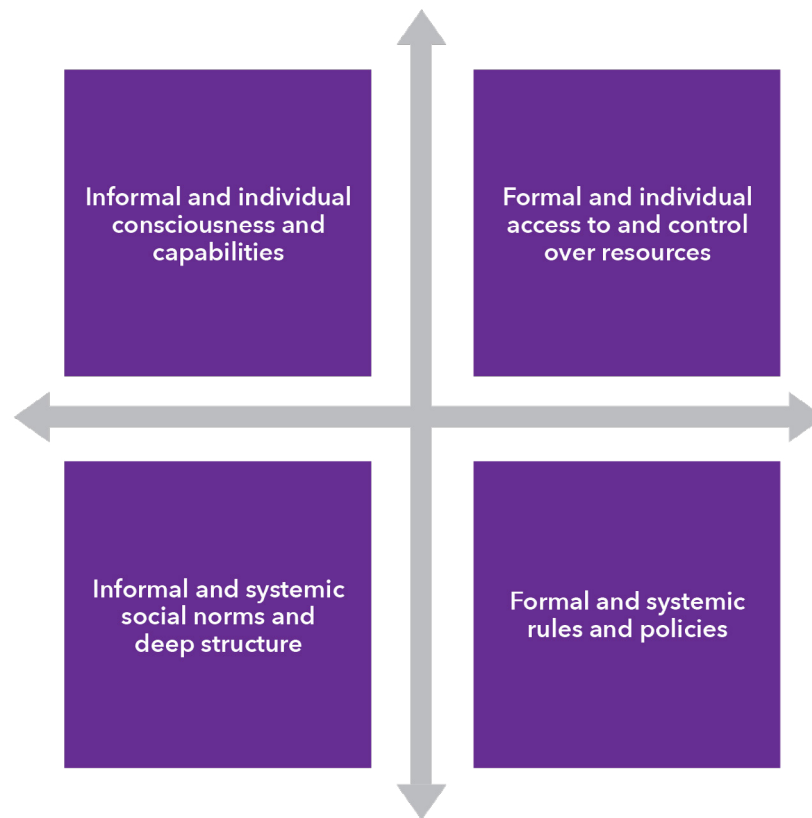 Informal and individual
consciousness and
capabilities
Formal and individual
access to and control
over resources
Informal and systemic
social norms and
deep structure
Formal and systemic
rules and policies